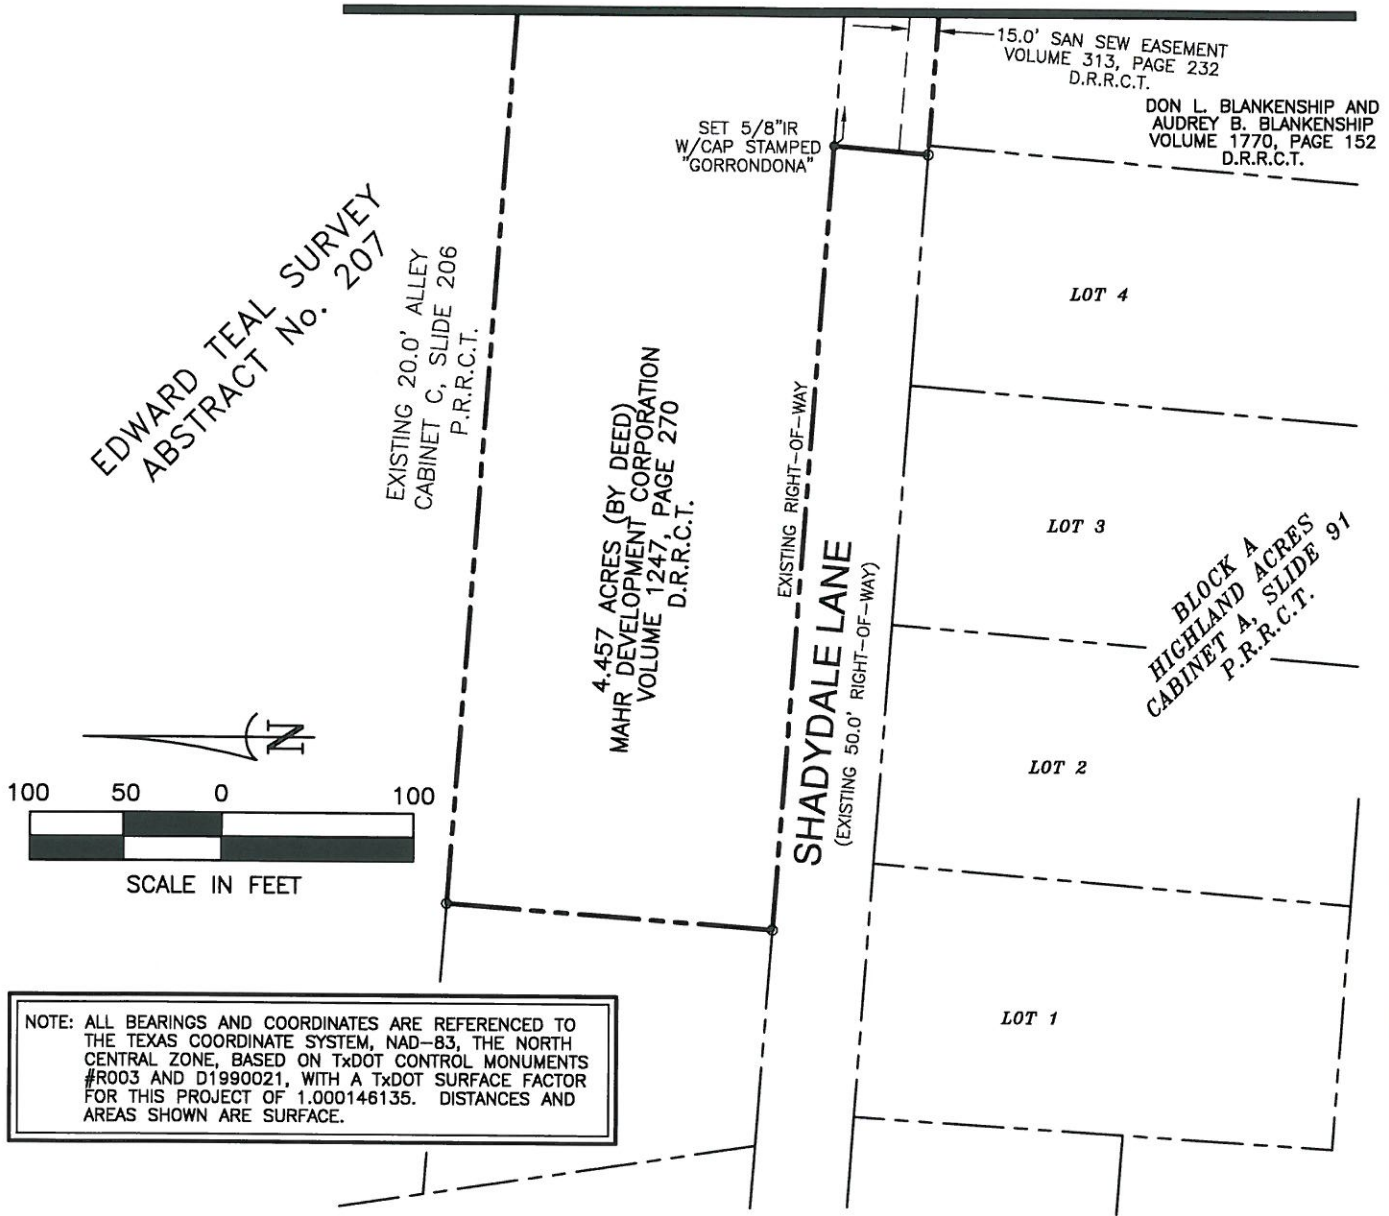 15.0' SAN SEW EASEMENT
VOLUME 313, PAGE 232
D.R.R.C.T.
DON L. BLANKENSHIP AND
AUDREY B. BLANKENSHIP
VOLUME 1770, PAGE 152
D.R.R.C.T.
SET 5/8"IR
W/CAP STAMPED
"GORRONDONA"
EDWARD TEAL SURVEY
ABSTRACT No. 207
EXISTING 20.0' ALLEY
CABINET C, SLIDE 206
P.R.R.C.T.
4.457 ACRES (BY DEED)
MAHR DEVELOPMENT CORPORATION
VOLUME 1247, PAGE 270
D.R.R.C.T.
EXISTING RIGHT-OF-WAY
SHADYDALE LANE
(EXISTING 50.0' RIGHT-OF-WAY)
LOT 4
LOT 3
BLOCK A
HIGHLAND ACRES
CABINET A, SLIDE 91
P.R.R.C.T.
LOT 2
LOT 1
N
100 50 0 100
SCALE IN FEET
NOTE: ALL BEARINGS AND COORDINATES ARE REFERENCED TO
THE TEXAS COORDINATE SYSTEM, NAD-83, THE NORTH
CENTRAL ZONE, BASED ON TxDOT CONTROL MONUMENTS
#R003 AND D1990021, WITH A TxDOT SURFACE FACTOR
FOR THIS PROJECT OF 1.000146135. DISTANCES AND
AREAS SHOWN ARE SURFACE.